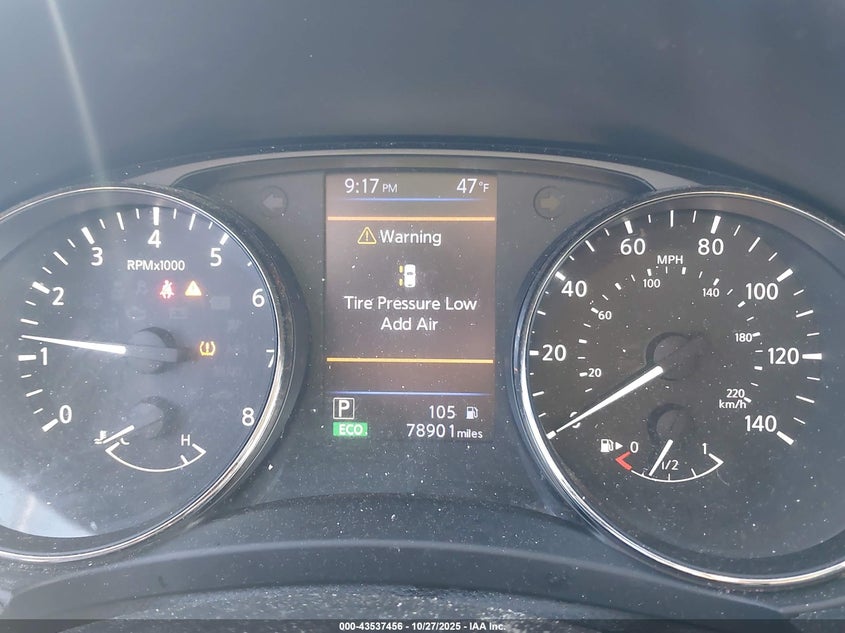 9:17 PM 47°F
Warning
Tire Pressure Low
Add Air
P 105
ECO 78901 miles
RPMx1000
0 1 2 3 4 5 6 7 8
C H
MPH
0 20 40 60 80 100 120 140
20 60 100 140 180 220
km/h
0 1/2 1
000-43537456 - 10/27/2025 - IAA Inc.